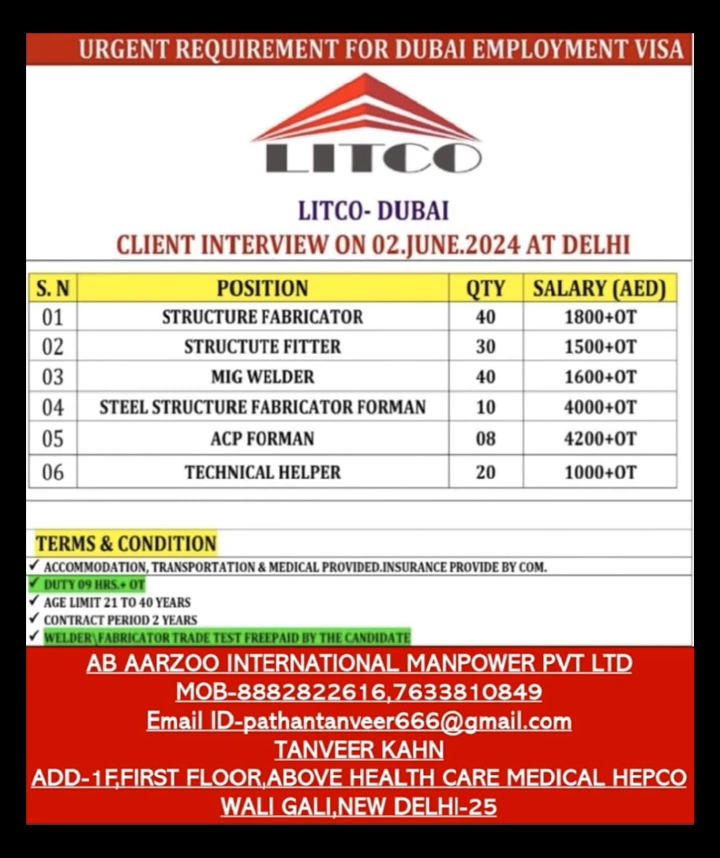 URGENT REQUIREMENT FOR DUBAI EMPLOYMENT VISA
LITCO
LITCO- DUBAI
CLIENT INTERVIEW ON 02.JUNE.2024 AT DELHI
S. N POSITION QTY SALARY (AED)
01 STRUCTURE FABRICATOR 40 1800+OT
02 STRUCTUTE FITTER 30 1500+OT
03 MIG WELDER 40 1600+OT
04 STEEL STRUCTURE FABRICATOR FORMAN 10 4000+OT
05 ACP FORMAN 08 4200+OT
06 TECHNICAL HELPER 20 1000+OT
TERMS & CONDITION
✓ ACCOMMODATION, TRANSPORTATION & MEDICAL PROVIDED.INSURANCE PROVIDE BY COM.
✓ DUTY 09 HRS.+ OT
✓ AGE LIMIT 21 TO 40 YEARS
✓ CONTRACT PERIOD 2 YEARS
✓ WELDER\FABRICATOR TRADE TEST FREEPAID BY THE CANDIDATE
AB AARZOO INTERNATIONAL MANPOWER PVT LTD
MOB-8882822616,7633810849
Email ID-pathantanveer666@gmail.com
TANVEER KAHN
ADD-1F,FIRST FLOOR,ABOVE HEALTH CARE MEDICAL HEPCO
WALI GALI,NEW DELHI-25